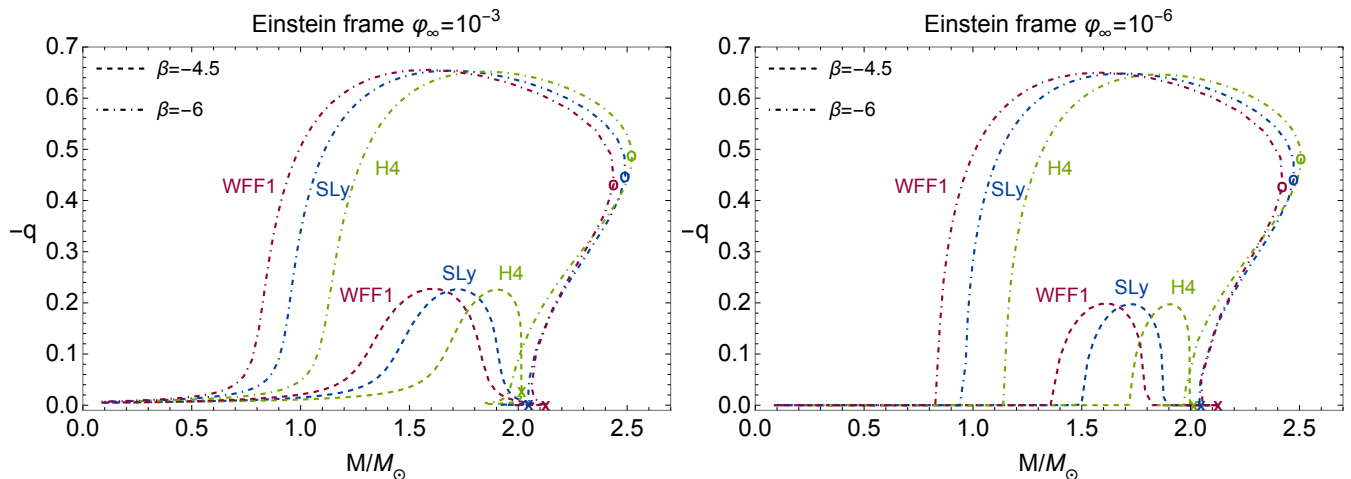 Einstein frame φ∞=10⁻³
0.7
0.6
0.5
0.4
0.3
0.2
0.1
0.0
−q
β=−4.5
β=−6
WFF1
SLy
H4
WFF1
SLy
H4
0.0
0.5
1.0
1.5
2.0
2.5
M/M⊙
Einstein frame φ∞=10⁻⁶
0.7
0.6
0.5
0.4
0.3
0.2
0.1
0.0
−q
β=−4.5
β=−6
WFF1
SLy
H4
WFF1
SLy
H4
0.0
0.5
1.0
1.5
2.0
2.5
M/M⊙